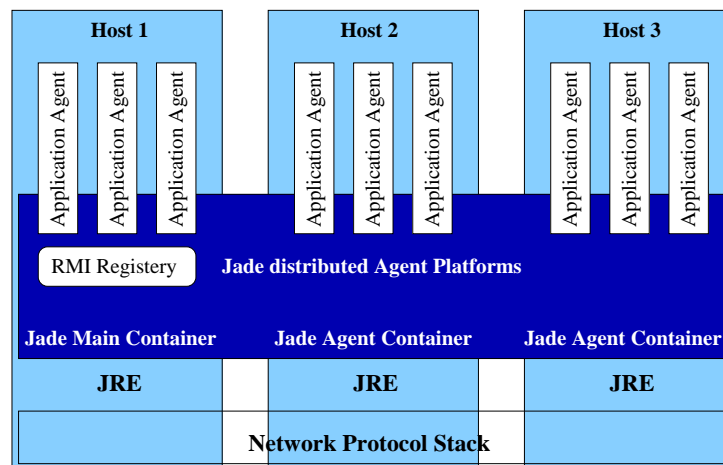 Host 1
Host 2
Host 3
Application Agent
Application Agent
Application Agent
Application Agent
Application Agent
Application Agent
Application Agent
Application Agent
Application Agent
RMI Registery
Jade distributed Agent Platforms
Jade Main Container
Jade Agent Container
Jade Agent Container
JRE
JRE
JRE
Network Protocol Stack